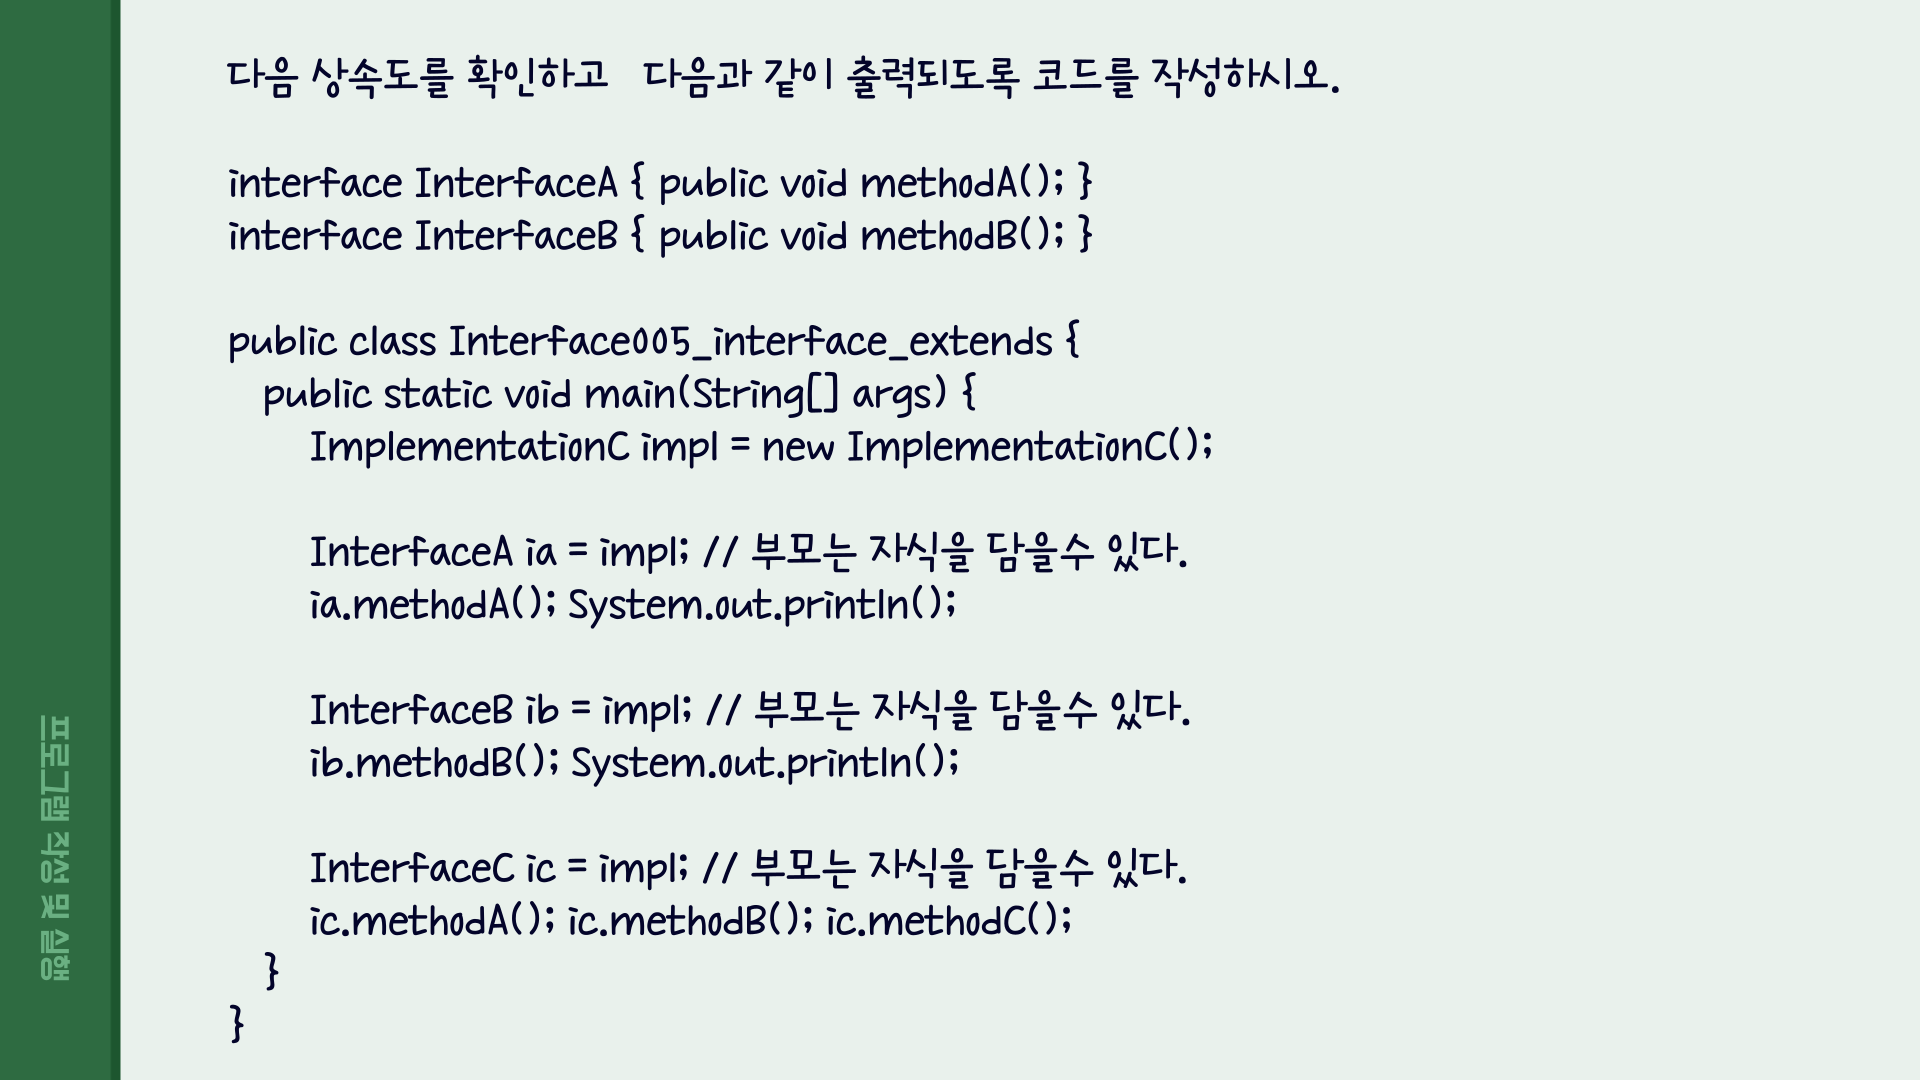 다음 상속도를 확인하고 다음과 같이 출력되도록 코드를 작성하시오.
interface InterfaceA { public void methodA(); }
interface InterfaceB { public void methodB(); }
public class Interface005_interface_extends {
public static void main(String[] args) {
ImplementationC impl = new ImplementationC();
InterfaceA ia = impl; // 부모는 자식을 담을수 있다.
ia.methodA(); System.out.println();
InterfaceB ib = impl; // 부모는 자식을 담을수 있다.
ib.methodB(); System.out.println();
InterfaceC ic = impl; // 부모는 자식을 담을수 있다.
ic.methodA(); ic.methodB(); ic.methodC();
}
}
프로그램 작성 및 실행